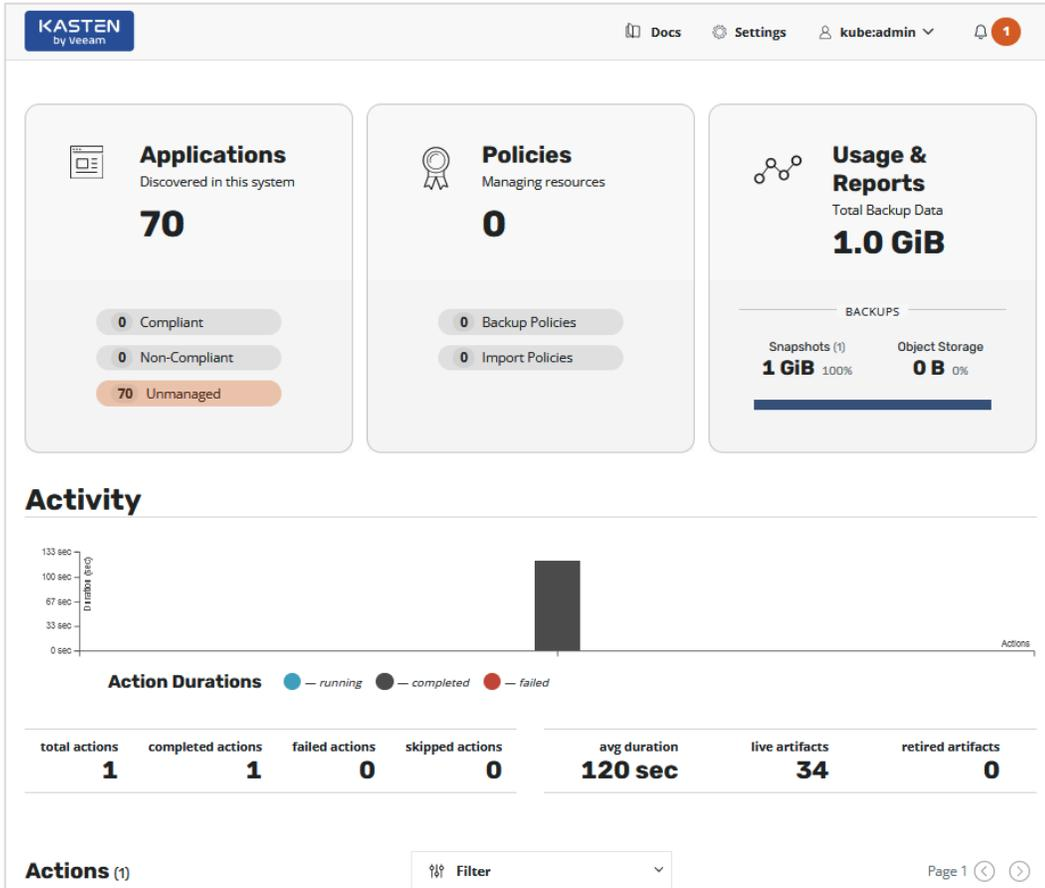 KASTEN
by Veeam
Docs
Settings
kube:admin
1
Applications
Discovered in this system
70
0 Compliant
0 Non-Compliant
70 Unmanaged
Policies
Managing resources
0
0 Backup Policies
0 Import Policies
Usage &
Reports
Total Backup Data
1.0 GiB
BACKUPS
Snapshots (1)
1 GiB 100%
Object Storage
0 B 0%
Activity
133 sec
100 sec
67 sec
33 sec
0 sec
Duration (sec)
Actions
Action Durations — running — completed — failed
total actions
1
completed actions
1
failed actions
0
skipped actions
0
avg duration
120 sec
live artifacts
34
retired artifacts
0
Actions (1)
Filter
Page 1